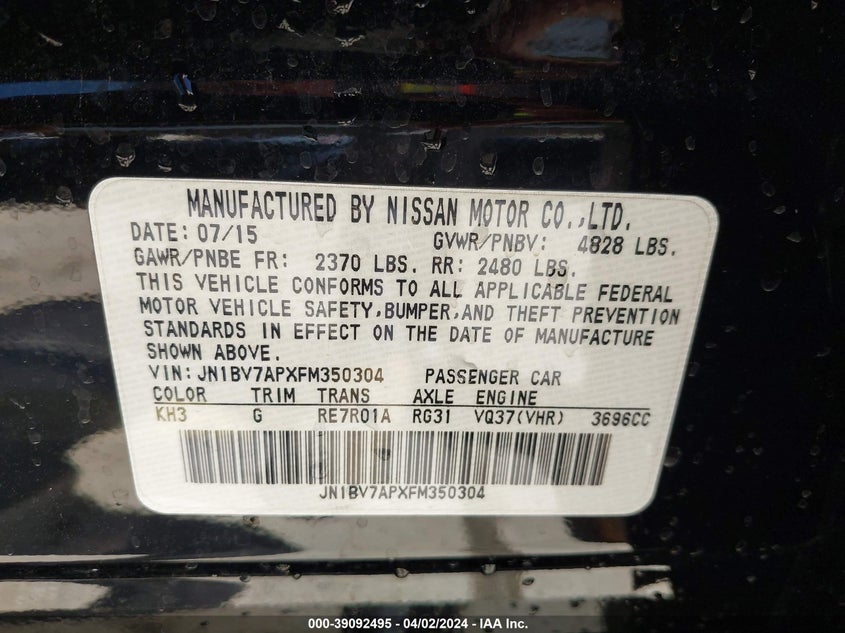 MANUFACTURED BY NISSAN MOTOR CO.,LTD.
DATE: 07/15 GVWR/PNBV: 4828 LBS.
GAWR/PNBE FR: 2370 LBS. RR: 2480 LBS.
THIS VEHICLE CONFORMS TO ALL APPLICABLE FEDERAL
MOTOR VEHICLE SAFETY,BUMPER,AND THEFT PREVENTION
STANDARDS IN EFFECT ON THE DATE OF MANUFACTURE
SHOWN ABOVE.
VIN: JN1BV7APXFM350304 PASSENGER CAR
COLOR TRIM TRANS AXLE ENGINE
KH3 G RE7R01A RG31 VQ37(VHR) 3696CC
JN1BV7APXFM350304
000-39092495 - 04/02/2024 - IAA Inc.